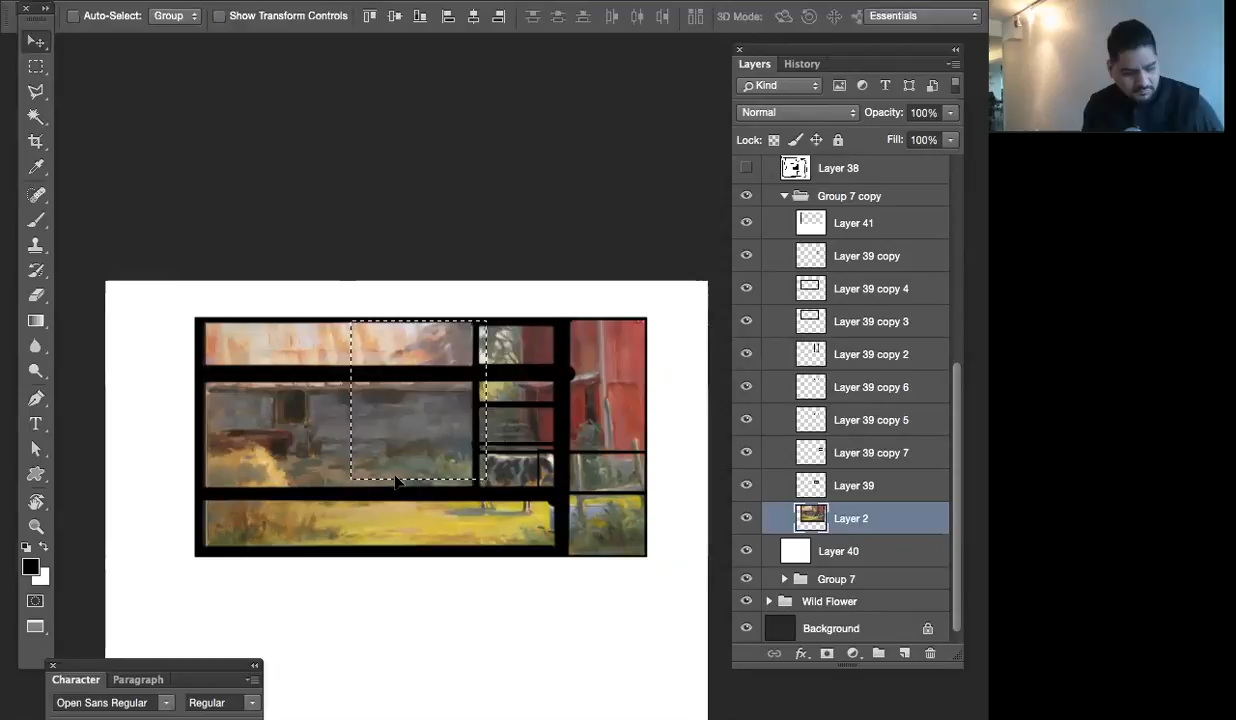 Auto-Select: Group Show Transform Controls 3D Mode: Essentials
Layers History
Kind
Normal Opacity: 100%
Lock: Fill: 100%
Layer 38
Group 7 copy
Layer 41
Layer 39 copy
Layer 39 copy 4
Layer 39 copy 3
Layer 39 copy 2
Layer 39 copy 6
Layer 39 copy 5
Layer 39 copy 7
Layer 39
Layer 2
Layer 40
Group 7
Wild Flower
Background
Character Paragraph
Open Sans Regular Regular